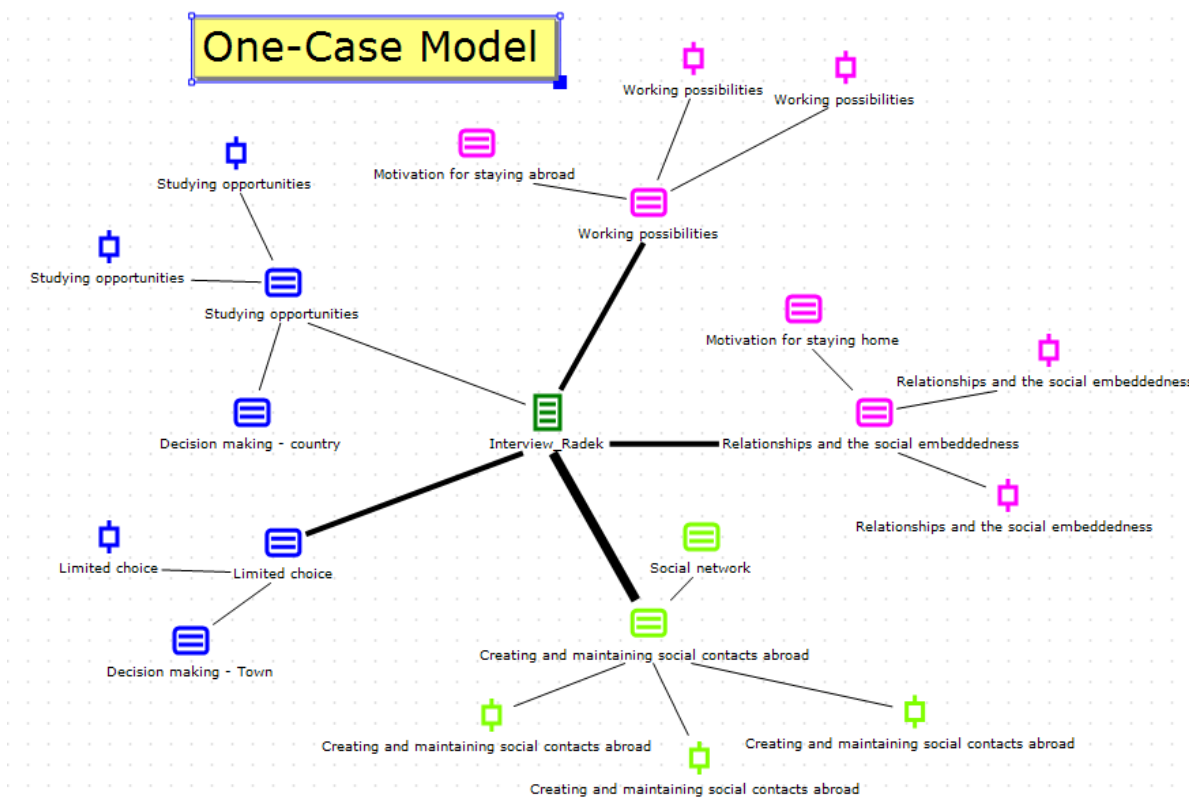 One-Case Model
Working possibilities
Working possibilities
Motivation for staying abroad
Studying opportunities
Working possibilities
Studying opportunities
Studying opportunities
Motivation for staying home
Relationships and the social embeddedness
Decision making - country
Interview_Radek
Relationships and the social embeddedness
Relationships and the social embeddedness
Limited choice
Limited choice
Social network
Creating and maintaining social contacts abroad
Decision making - Town
Creating and maintaining social contacts abroad
Creating and maintaining social contacts abroad
Creating and maintaining social contacts abroad